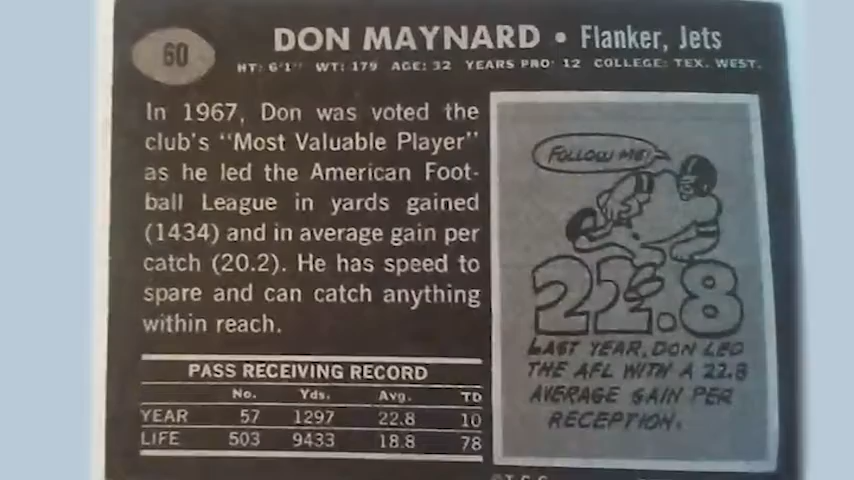 60
DON MAYNARD • Flanker, Jets
HT: 6'1" WT: 179 AGE: 32 YEARS PRO: 12 COLLEGE: TEX. WEST.
In 1967, Don was voted the
club's "Most Valuable Player"
as he led the American Foot-
ball League in yards gained
(1434) and in average gain per
catch (20.2). He has speed to
spare and can catch anything
within reach.
FOLLOW ME!
22.8
LAST YEAR, DON LED
THE AFL WITH A 22.8
AVERAGE GAIN PER
RECEPTION.
PASS RECEIVING RECORD
No. Yds. Avg. TD
YEAR 57 1297 22.8 10
LIFE 503 9433 18.8 78